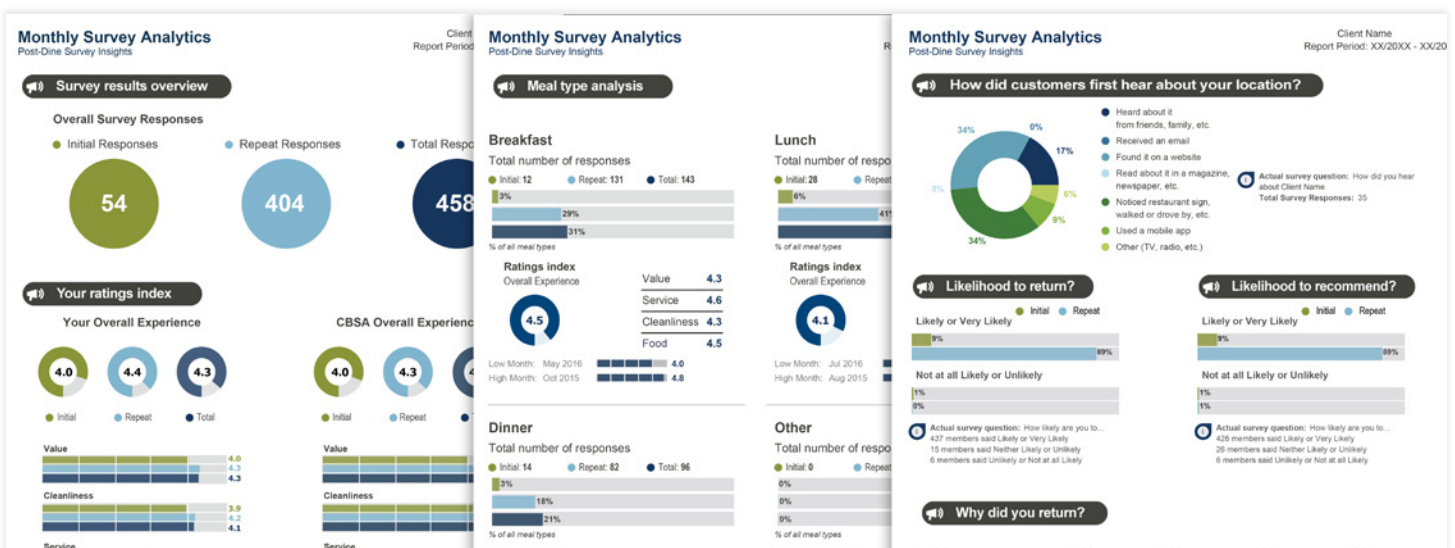 Monthly Survey Analytics
Post-Dine Survey Insights
Client
Report Period
Survey results overview
Overall Survey Responses
Initial Responses
Repeat Responses
Total Respo
54
404
458
Your ratings index
Your Overall Experience
CBSA Overall Experienc
4.0
4.4
4.3
4.0
4.3
4
Initial
Repeat
Total
Initial
Repeat
Value
4.0
4.3
4.3
Value
Cleanliness
3.9
4.2
4.1
Cleanliness
Service
Service
Monthly Survey Analytics
Post-Dine Survey Insights
R
Meal type analysis
Breakfast
Total number of responses
Initial: 12
Repeat: 131
Total: 143
3%
29%
31%
% of all meal types
Ratings index
Overall Experience
4.5
Value 4.3
Service 4.6
Cleanliness 4.3
Food 4.5
Low Month: May 2016 4.0
High Month: Oct 2015 4.8
Lunch
Total number of respo
Initial: 28
Repeat
6%
41%
% of all meal types
Ratings index
Overall Experience
4.1
Low Month: Jul 2016
High Month: Aug 2015
Dinner
Total number of responses
Initial: 14
Repeat: 82
Total: 96
3%
18%
21%
% of all meal types
Other
Total number of respo
Initial: 0
Repeat
0%
0%
0%
% of all meal types
Monthly Survey Analytics
Post-Dine Survey Insights
Client Name
Report Period: XX/20XX - XX/20
How did customers first hear about your location?
34%
0%
17%
6%
9%
34%
0%
Heard about it
from friends, family, etc.
Received an email
Found it on a website
Read about it in a magazine,
newspaper, etc.
Noticed restaurant sign,
walked or drove by, etc.
Used a mobile app
Other (TV, radio, etc.)
Actual survey question: How did you hear
about Client Name
Total Survey Responses: 35
Likelihood to return?
Initial
Repeat
Likely or Very Likely
9%
89%
Not at all Likely or Unlikely
1%
0%
Actual survey question: How likely are you to...
437 members said Likely or Very Likely
15 members said Neither Likely or Unlikely
6 members said Unlikely or Not at all Likely
Likelihood to recommend?
Initial
Repeat
Likely or Very Likely
9%
89%
Not at all Likely or Unlikely
1%
1%
Actual survey question: How likely are you to...
426 members said Likely or Very Likely
26 members said Neither Likely or Unlikely
6 members said Unlikely or Not at all Likely
Why did you return?